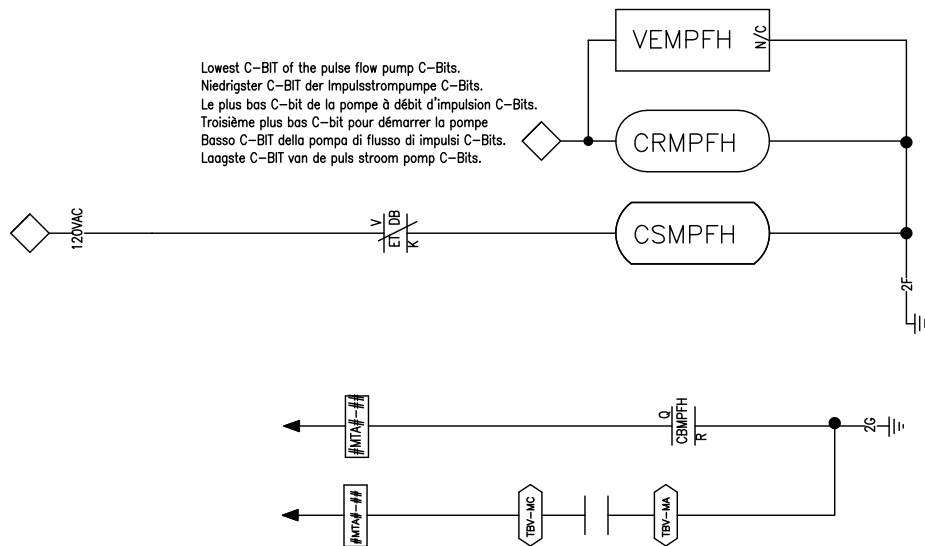 VEMPFH
N/C
Lowest C-BIT of the pulse flow pump C-Bits.
Niedrigster C-BIT der Impulsstrompumpe C-Bits.
Le plus bas C-bit de la pompe à débit d'impulsion C-Bits.
Troisième plus bas C-bit pour démarrer la pompe
Basso C-BIT della pompa di flusso di impulsi C-Bits.
Laagste C-BIT van de puls stroom pomp C-Bits.
CRMPFH
120VAC
V
ET DB
K
CSMPFH
2F
#MTA#-##
Q
CBMPFH
R
2G
#MTA#-##
TBV-MC
TBV-MA